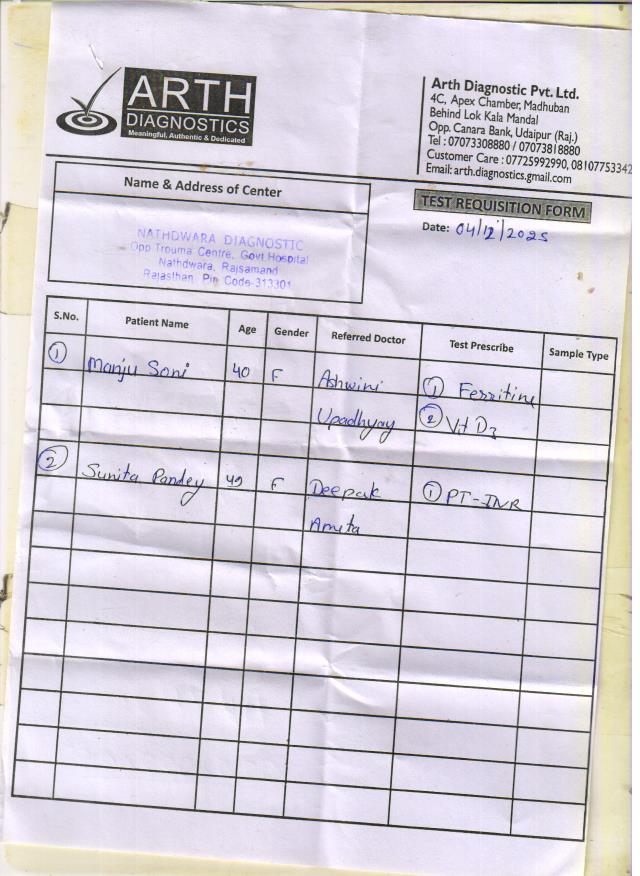 ARTH
DIAGNOSTICS
Meaningful, Authentic & Dedicated
Arth Diagnostic Pvt. Ltd.
4C, Apex Chamber, Madhuban
Behind Lok Kala Mandal
Opp. Canara Bank, Udaipur (Raj.)
Tel : 07073308880 / 07073818880
Customer Care : 07725992990, 08107753342
Email: arth.diagnostics.gmail.com
Name & Address of Center
NATHDWARA DIAGNOSTIC
Opp Trouma Centre, Govt Hospital
Nathdwara, Rajsamand
Rajasthan, Pin Code-313301
TEST REQUISITION FORM
Date: 04/12/2025
S.No. Patient Name Age Gender Referred Doctor Test Prescribe Sample Type
1 Manju Soni 40 F Ashwini 1 Ferritine
Upadhyay 2 Vit D3
2 Sunita Pandey 49 F Deepak 1 PT-INR
Ameta